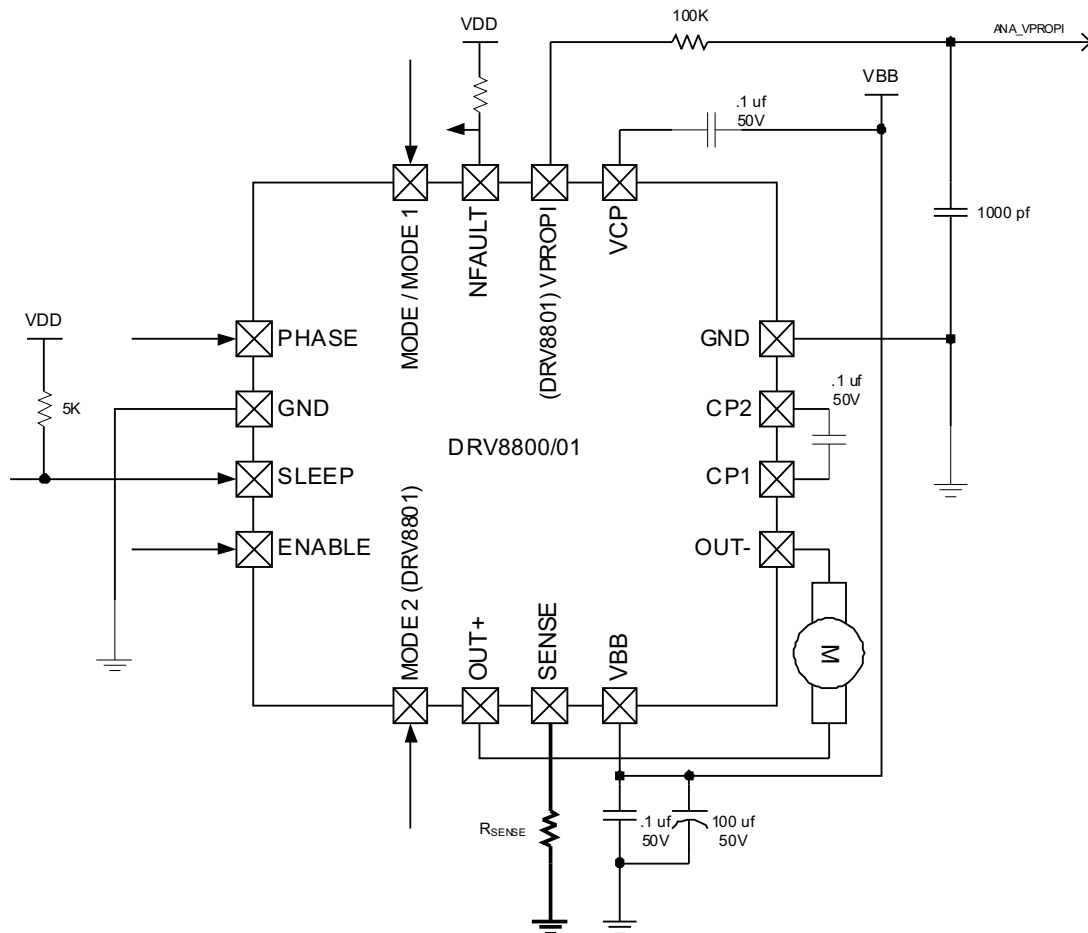 100K
ANA_VPROPI
VDD
VBB
.1 uf
50V
1000 pf
MODE / MODE 1
NFAULT
(DRV8801) VPROPI
VCP
VDD
5K
PHASE
GND
SLEEP
ENABLE
DRV8800/01
GND
CP2
CP1
OUT-
.1 uf
50V
M
MODE 2 (DRV8801)
OUT+
SENSE
VBB
RSENSE
.1 uf
50V
100 uf
50V